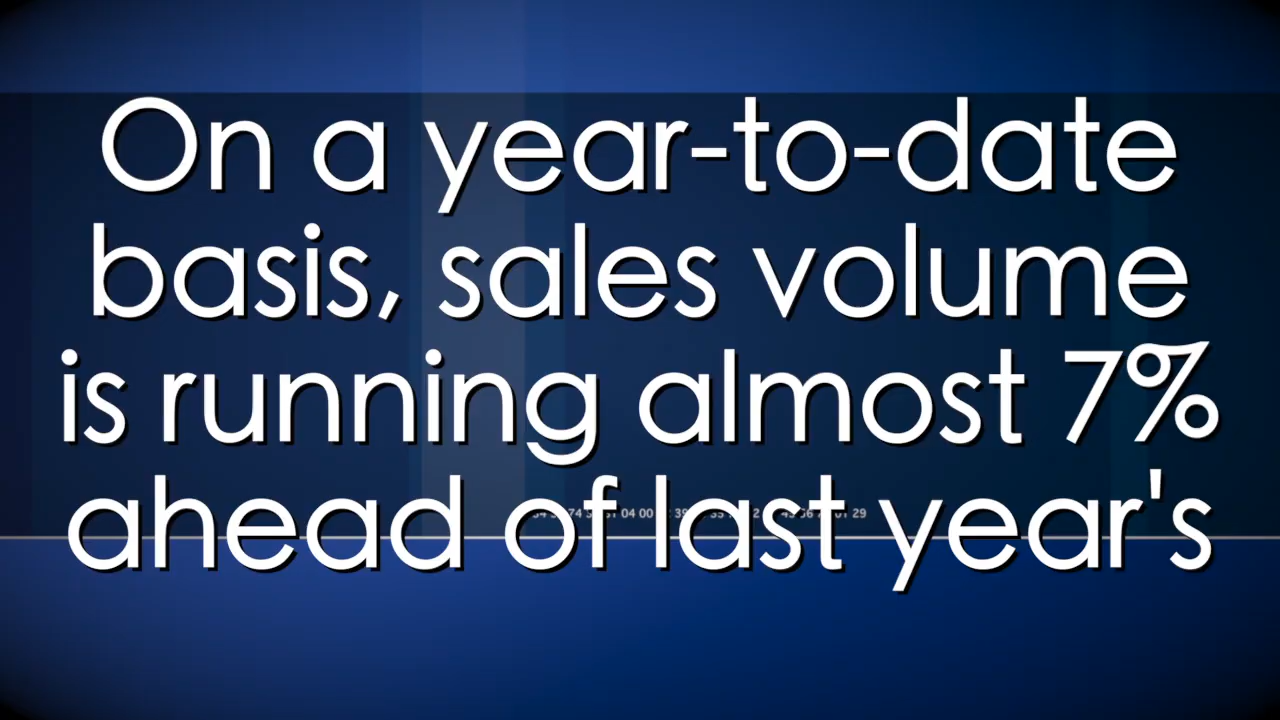 On a year-to-date
basis, sales volume
is running almost 7%
ahead of last year's